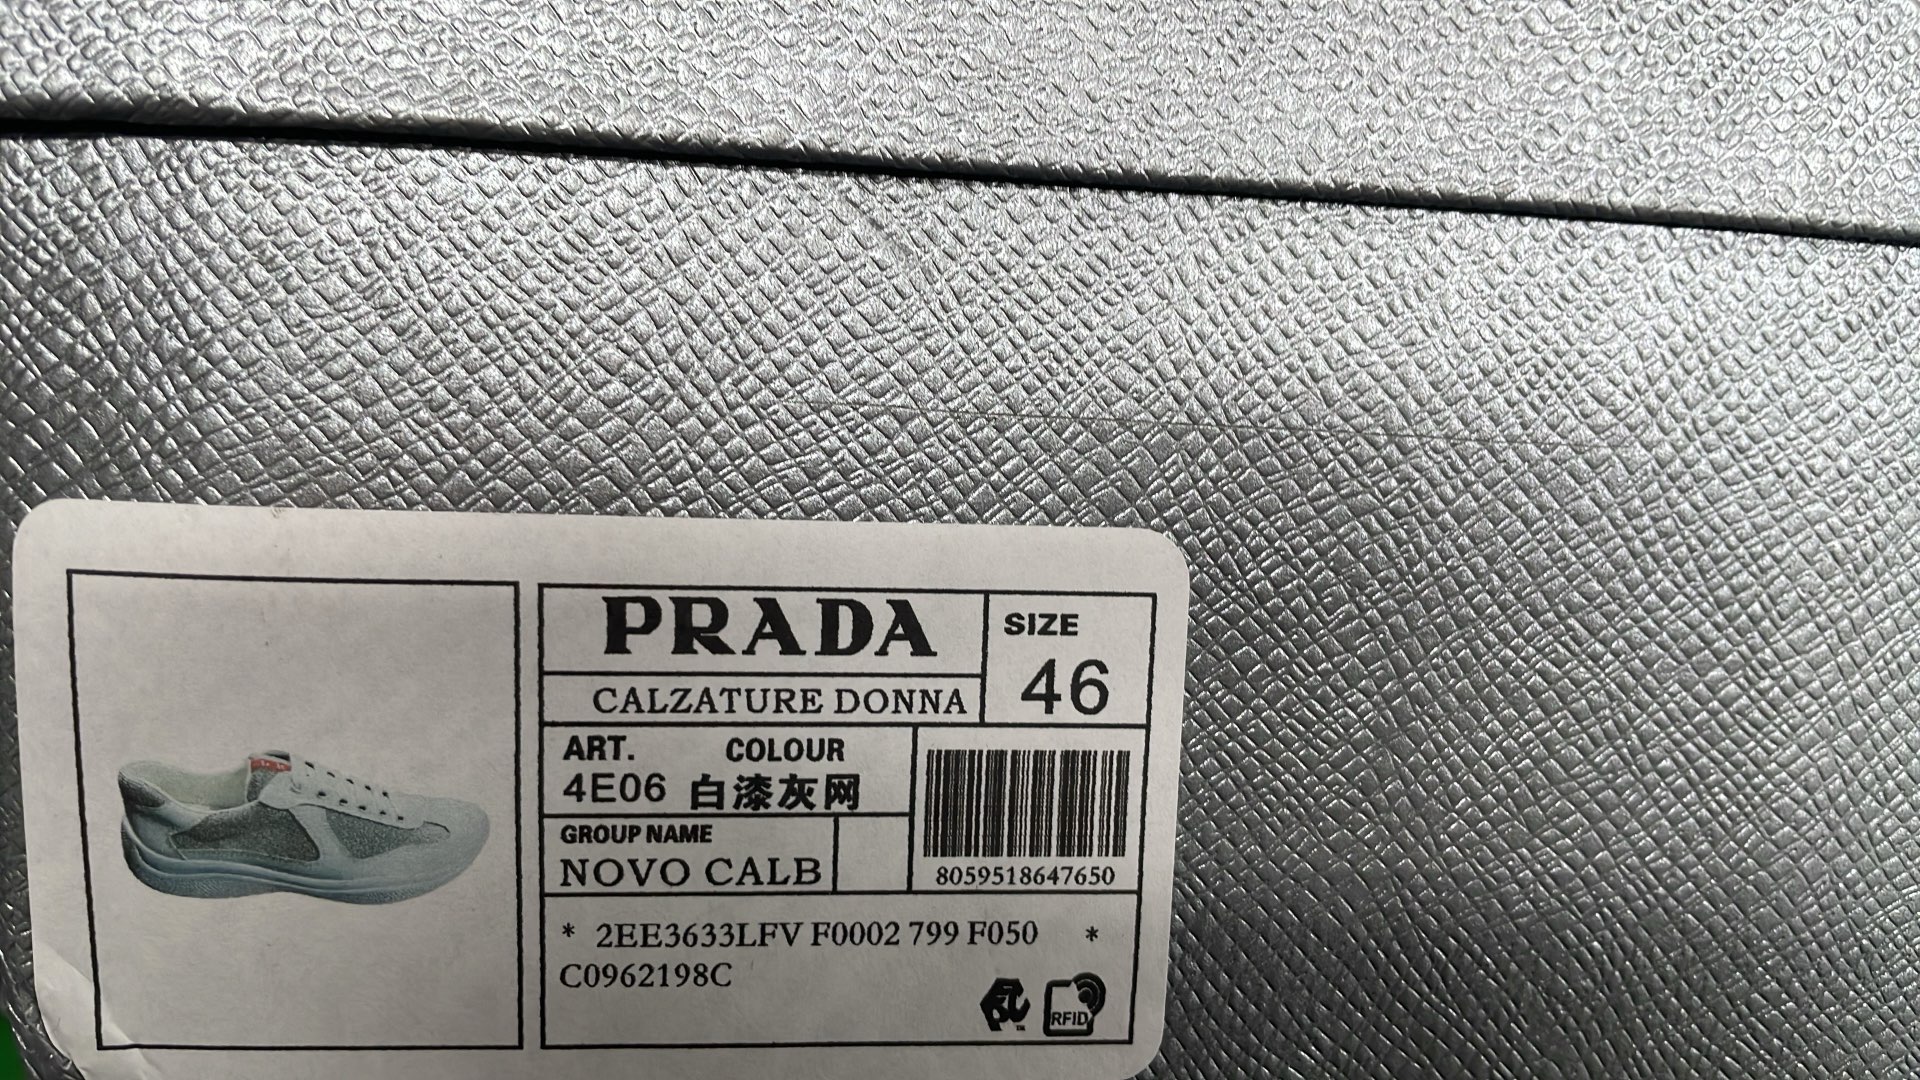 PRADA
SIZE
46
CALZATURE DONNA
ART. COLOUR
4E06 白漆灰网
GROUP NAME
NOVO CALB
8059518647650
* 2EE3633LFV F0002 799 F050 *
C0962198C
RFID